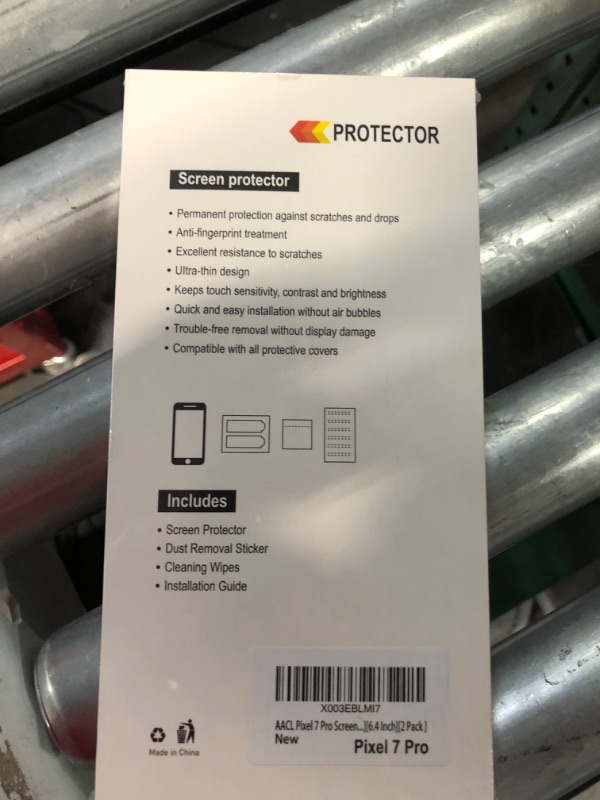 PROTECTOR
Screen protector
• Permanent protection against scratches and drops
• Anti-fingerprint treatment
• Excellent resistance to scratches
• Ultra-thin design
• Keeps touch sensitivity, contrast and brightness
• Quick and easy installation without air bubbles
• Trouble-free removal without display damage
• Compatible with all protective covers
Includes
• Screen Protector
• Dust Removal Sticker
• Cleaning Wipes
• Installation Guide
X003EBLMI7
AACL Pixel 7 Pro Screen...][6.4 Inch][2 Pack]
New
Pixel 7 Pro
Made in China